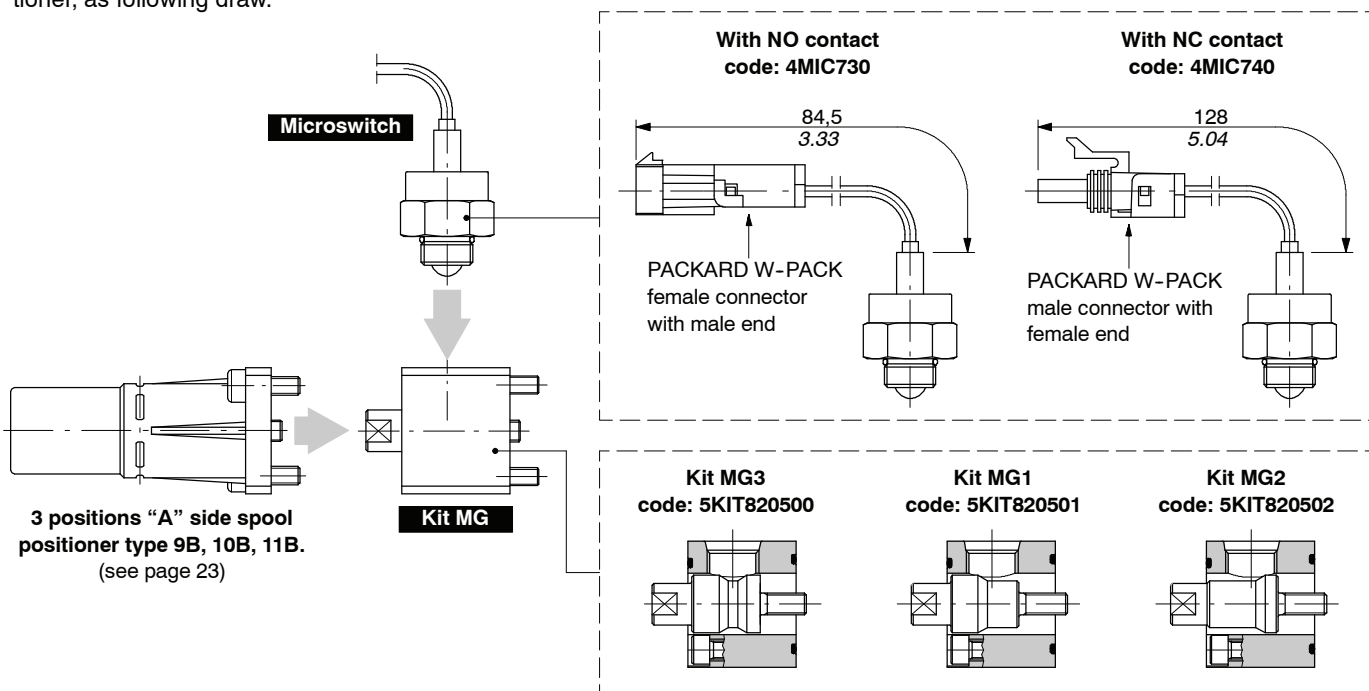 tioner, as following draw.
Microswitch
With NO contact
code: 4MIC730
84,5
3.33
PACKARD W-PACK
female connector
with male end
With NC contact
code: 4MIC740
128
5.04
PACKARD W-PACK
male connector with
female end
3 positions “A” side spool
positioner type 9B, 10B, 11B.
(see page 23)
Kit MG
Kit MG3
code: 5KIT820500
Kit MG1
code: 5KIT820501
Kit MG2
code: 5KIT820502